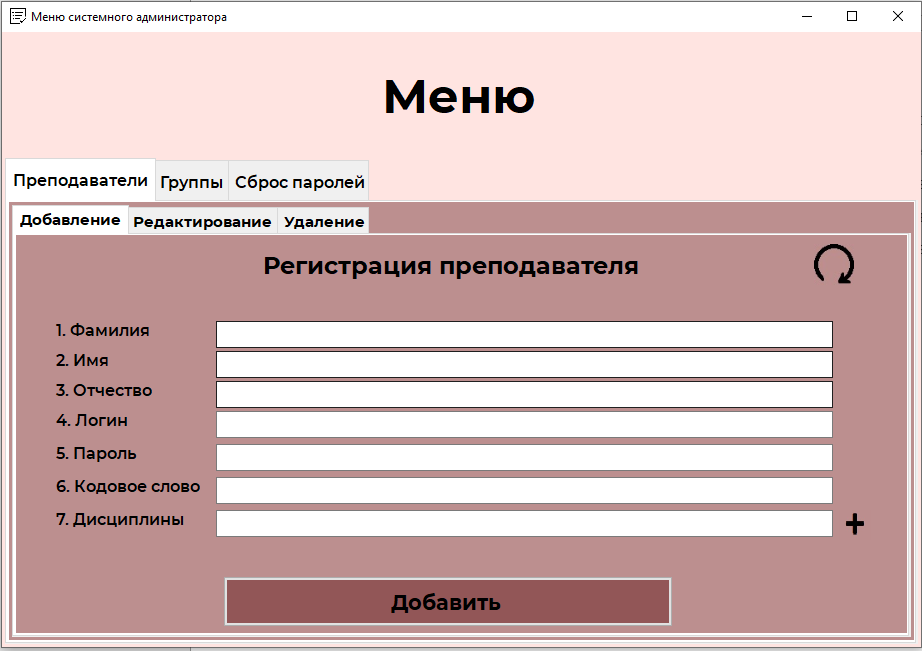 Меню системного администратора
Меню
Преподаватели Группы Сброс паролей
Добавление Редактирование Удаление
Регистрация преподавателя
1. Фамилия
2. Имя
3. Отчество
4. Логин
5. Пароль
6. Кодовое слово
7. Дисциплины
Добавить